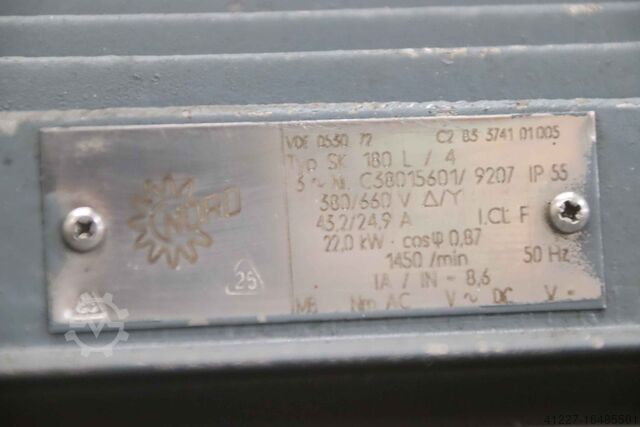 VDE 0530 72 C2 B3 3741 01005
Typ SK 180 L / 4
3 ~ Nr. C38015601/ 9207 IP 55
380/660 V Δ/Y
43,2/24,9 A I.CL F
22,0 kW · cosφ 0,87
1450 /min 50 Hz
IA / IN = 8,6
MB Nm AC V ~ DC V =
NORD
25
41227-16485501